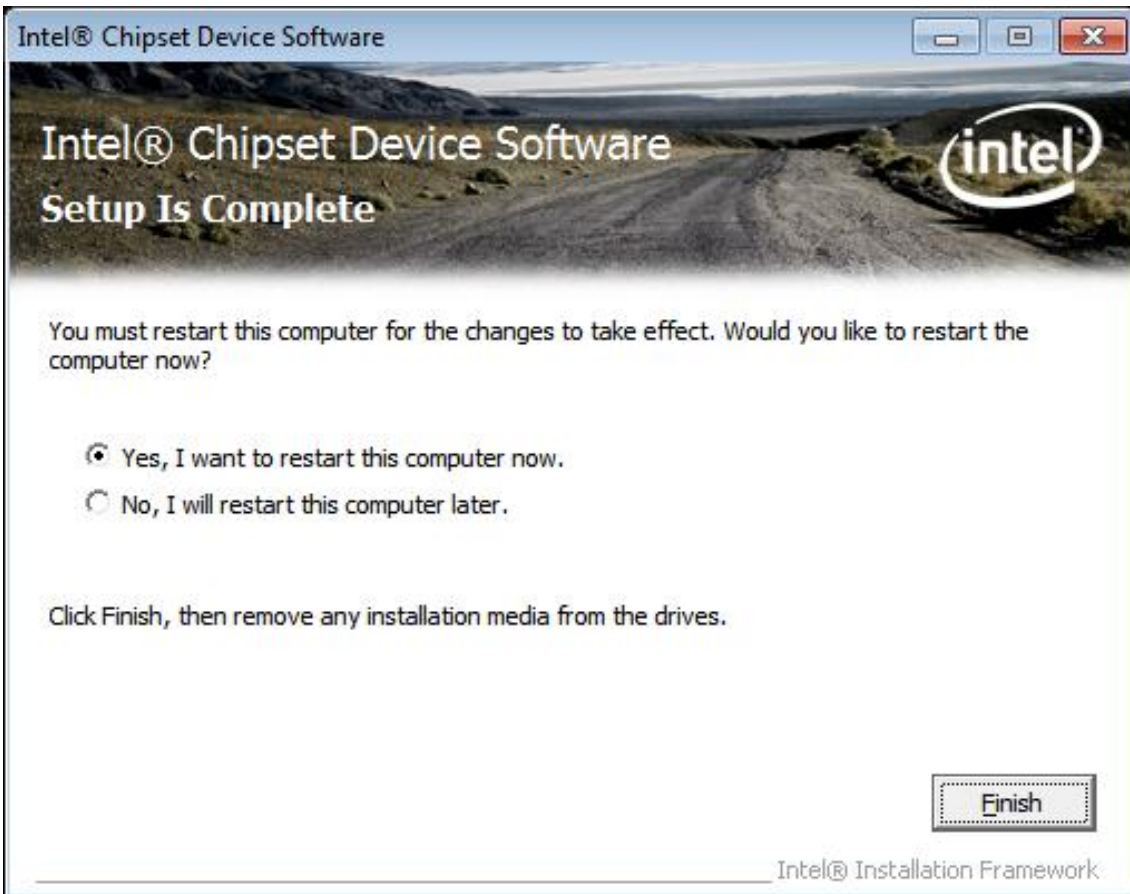 Intel® Chipset Device Software
Intel® Chipset Device Software
intel
Setup Is Complete
You must restart this computer for the changes to take effect. Would you like to restart the
computer now?
Yes, I want to restart this computer now.
No, I will restart this computer later.
Click Finish, then remove any installation media from the drives.
Finish
Intel® Installation Framework